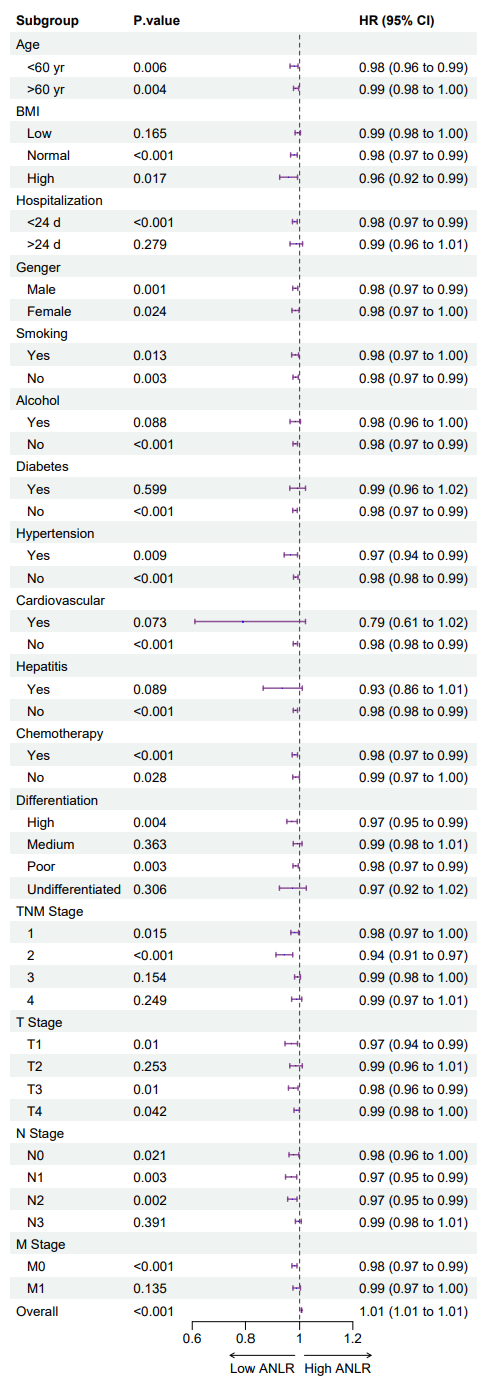 Subgroup P.value HR (95% CI)
Age
<60 yr 0.006 0.98 (0.96 to 0.99)
>60 yr 0.004 0.99 (0.98 to 1.00)
BMI
Low 0.165 0.99 (0.98 to 1.00)
Normal <0.001 0.98 (0.97 to 0.99)
High 0.017 0.96 (0.92 to 0.99)
Hospitalization
<24 d <0.001 0.98 (0.97 to 0.99)
>24 d 0.279 0.99 (0.96 to 1.01)
Genger
Male 0.001 0.98 (0.97 to 0.99)
Female 0.024 0.98 (0.97 to 1.00)
Smoking
Yes 0.013 0.98 (0.97 to 1.00)
No 0.003 0.98 (0.97 to 0.99)
Alcohol
Yes 0.088 0.98 (0.96 to 1.00)
No <0.001 0.98 (0.97 to 0.99)
Diabetes
Yes 0.599 0.99 (0.96 to 1.02)
No <0.001 0.98 (0.97 to 0.99)
Hypertension
Yes 0.009 0.97 (0.94 to 0.99)
No <0.001 0.98 (0.98 to 0.99)
Cardiovascular
Yes 0.073 0.79 (0.61 to 1.02)
No <0.001 0.98 (0.98 to 0.99)
Hepatitis
Yes 0.089 0.93 (0.86 to 1.01)
No <0.001 0.98 (0.98 to 0.99)
Chemotherapy
Yes <0.001 0.98 (0.97 to 0.99)
No 0.028 0.99 (0.97 to 1.00)
Differentiation
High 0.004 0.97 (0.95 to 0.99)
Medium 0.363 0.99 (0.98 to 1.01)
Poor 0.003 0.98 (0.97 to 0.99)
Undifferentiated 0.306 0.97 (0.92 to 1.02)
TNM Stage
1 0.015 0.98 (0.97 to 1.00)
2 <0.001 0.94 (0.91 to 0.97)
3 0.154 0.99 (0.98 to 1.00)
4 0.249 0.99 (0.97 to 1.01)
T Stage
T1 0.01 0.97 (0.94 to 0.99)
T2 0.253 0.99 (0.96 to 1.01)
T3 0.01 0.98 (0.96 to 0.99)
T4 0.042 0.99 (0.98 to 1.00)
N Stage
N0 0.021 0.98 (0.96 to 1.00)
N1 0.003 0.97 (0.95 to 0.99)
N2 0.002 0.97 (0.95 to 0.99)
N3 0.391 0.99 (0.98 to 1.01)
M Stage
M0 <0.001 0.98 (0.97 to 0.99)
M1 0.135 0.99 (0.97 to 1.00)
Overall <0.001 1.01 (1.01 to 1.01)
0.6 0.8 1 1.2
Low ANLR High ANLR